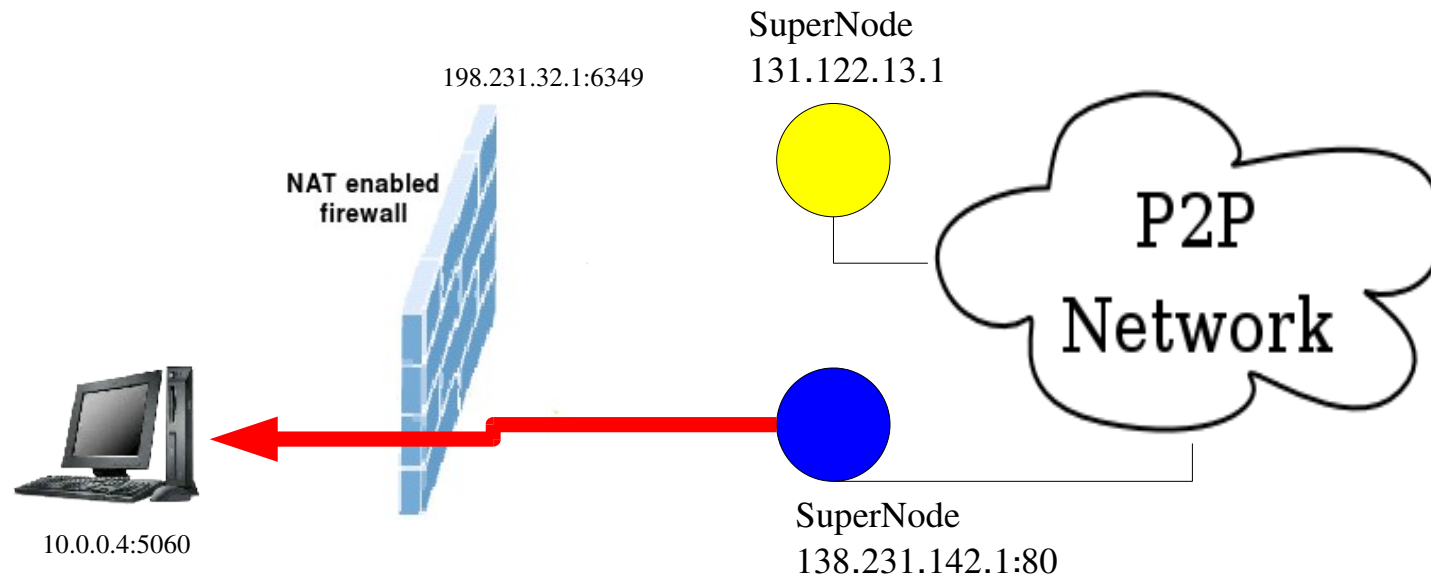 SuperNode
131.122.13.1
198.231.32.1:6349
NAT enabled
firewall
P2P
Network
SuperNode
138.231.142.1:80
10.0.0.4:5060